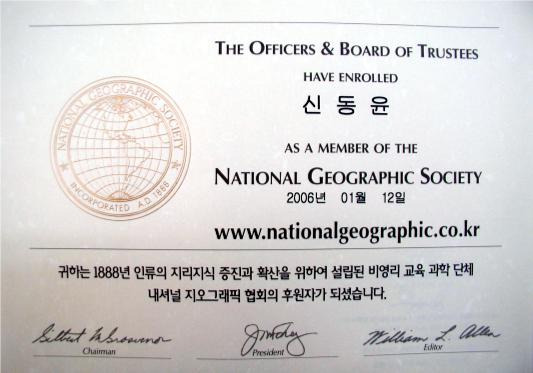 THE OFFICERS & BOARD OF TRUSTEES
HAVE ENROLLED
신 동 윤
AS A MEMBER OF THE
NATIONAL GEOGRAPHIC SOCIETY
2006년 01월 12일
www.nationalgeographic.co.kr
NATIONAL GEOGRAPHIC SOCIETY
INCORPORATED A.D. 1888
귀하는 1888년 인류의 지리지식 증진과 확산을 위하여 설립된 비영리 교육 과학 단체
내셔널 지오그래픽 협회의 후원자가 되셨습니다.
Gilbert M Grosvenor
William L. Allen
Chairman
President
Editor